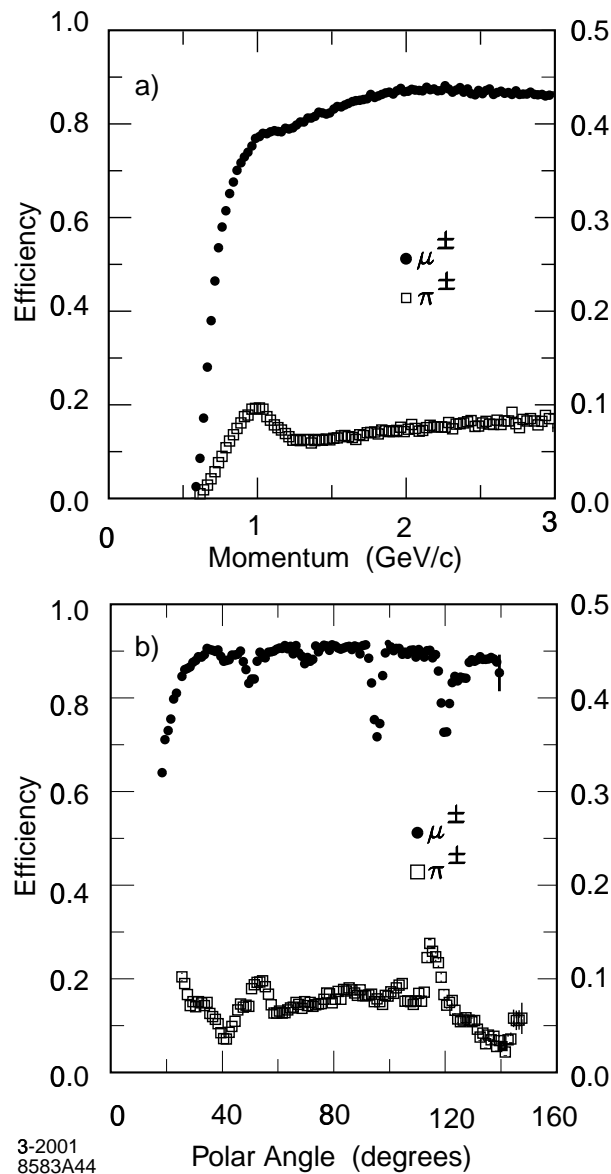 1.0 0.5
a)
0.8 0.4
Efficiency
0.6 0.3
μ±
π±
0.4 0.2
0.2 0.1
0.0 0.0
0 1 2 3
Momentum (GeV/c)
1.0 0.5
b)
0.8 0.4
Efficiency
0.6 0.3
μ±
π±
0.4 0.2
0.2 0.1
0.0 0.0
0 40 80 120 160
Polar Angle (degrees)
3-2001
8583A44